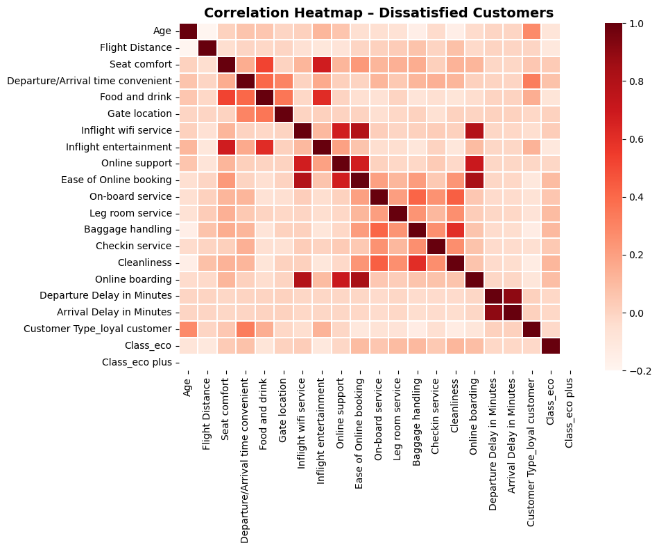 Correlation Heatmap – Dissatisfied Customers
Age
Flight Distance
Seat comfort
Departure/Arrival time convenient
Food and drink
Gate location
Inflight wifi service
Inflight entertainment
Online support
Ease of Online booking
On-board service
Leg room service
Baggage handling
Checkin service
Cleanliness
Online boarding
Departure Delay in Minutes
Arrival Delay in Minutes
Customer Type_loyal customer
Class_eco
Class_eco plus
Age
Flight Distance
Seat comfort
Departure/Arrival time convenient
Food and drink
Gate location
Inflight wifi service
Inflight entertainment
Online support
Ease of Online booking
On-board service
Leg room service
Baggage handling
Checkin service
Cleanliness
Online boarding
Departure Delay in Minutes
Arrival Delay in Minutes
Customer Type_loyal customer
Class_eco
Class_eco plus
1.0
0.8
0.6
0.4
0.2
0.0
−0.2